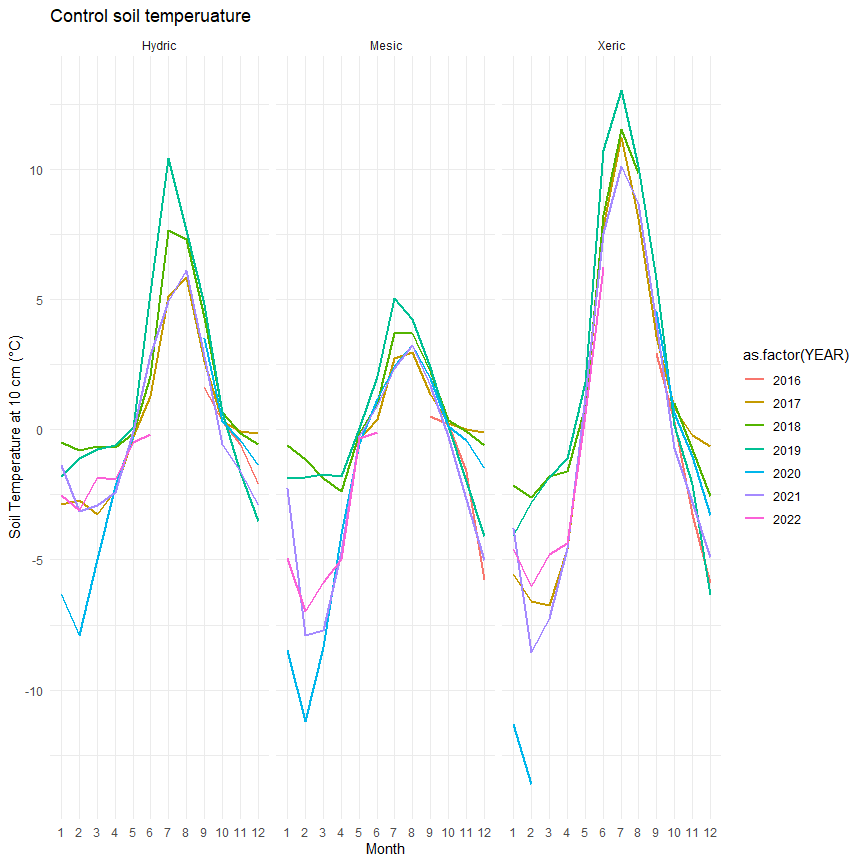 Control soil temperuature
Hydric Mesic Xeric
10
5
0
-5
-10
Soil Temperature at 10 cm (°C)
1 2 3 4 5 6 7 8 9 10 11 12 1 2 3 4 5 6 7 8 9 10 11 12 1 2 3 4 5 6 7 8 9 10 11 12
Month
as.factor(YEAR)
2016
2017
2018
2019
2020
2021
2022